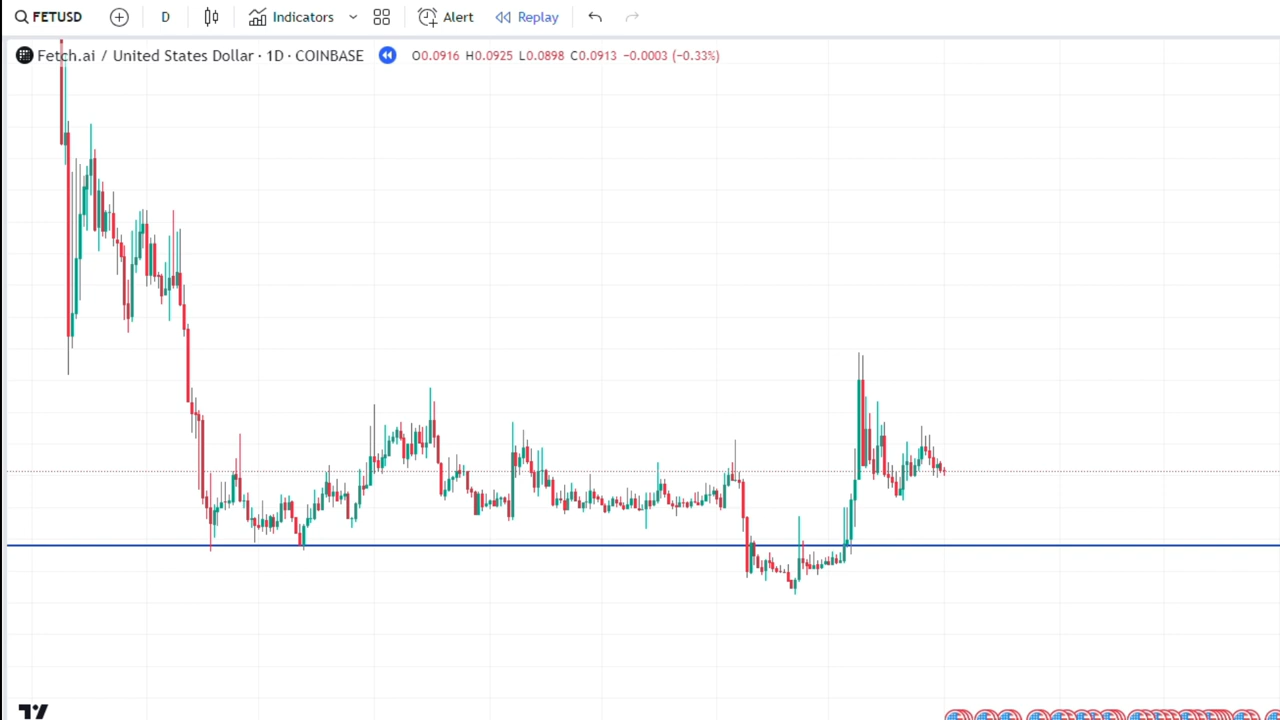 FETUSD D Indicators Alert Replay
Fetch.ai / United States Dollar · 1D · COINBASE O0.0916 H0.0925 L0.0898 C0.0913 −0.0003 (−0.33%)